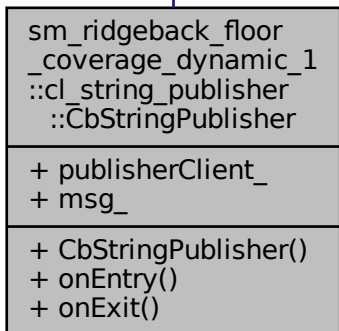 sm_ridgeback_floor
_coverage_dynamic_1
::cl_string_publisher
::CbStringPublisher
+ publisherClient_
+ msg_
+ CbStringPublisher()
+ onEntry()
+ onExit()